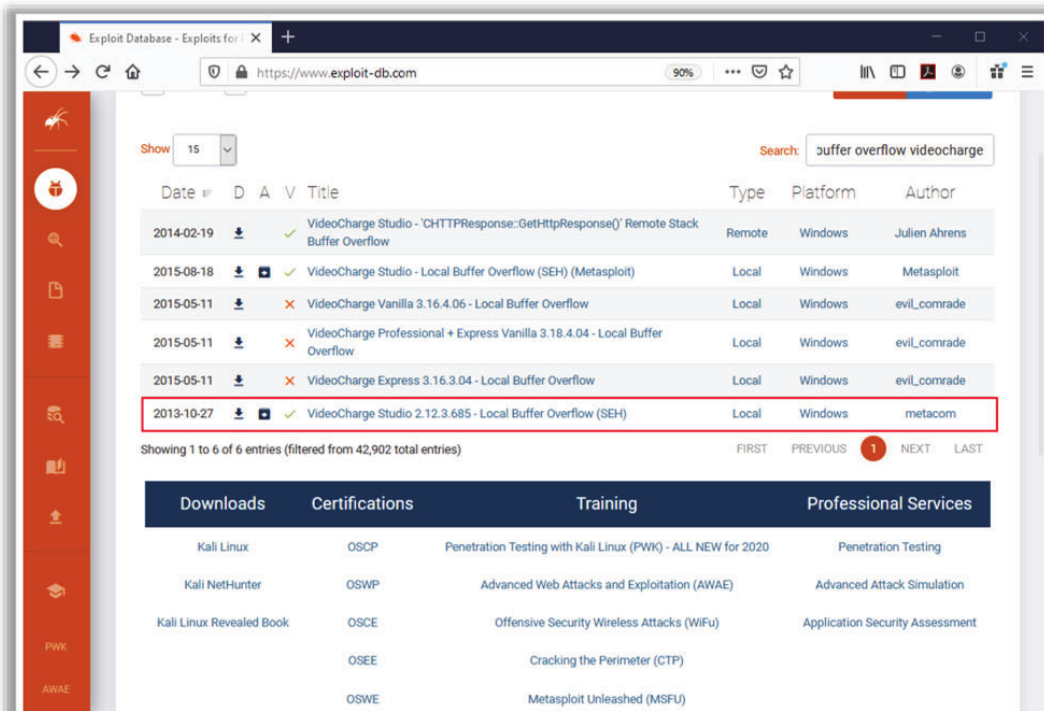 Exploit Database - Exploits for
https://www.exploit-db.com
90%
Show 15
Search: buffer overflow videocharge
Date D A V Title Type Platform Author
2014-02-19 VideoCharge Studio - 'CHTTPResponse::GetHttpResponse()' Remote Stack
Buffer Overflow Remote Windows Julien Ahrens
2015-08-18 VideoCharge Studio - Local Buffer Overflow (SEH) (Metasploit) Local Windows Metasploit
2015-05-11 VideoCharge Vanilla 3.16.4.06 - Local Buffer Overflow Local Windows evil_comrade
2015-05-11 VideoCharge Professional + Express Vanilla 3.18.4.04 - Local Buffer
Overflow Local Windows evil_comrade
2015-05-11 VideoCharge Express 3.16.3.04 - Local Buffer Overflow Local Windows evil_comrade
2013-10-27 VideoCharge Studio 2.12.3.685 - Local Buffer Overflow (SEH) Local Windows metacom
Showing 1 to 6 of 6 entries (filtered from 42,902 total entries) FIRST PREVIOUS 1 NEXT LAST
Downloads Certifications Training Professional Services
Kali Linux OSCP Penetration Testing with Kali Linux (PWK) - ALL NEW for 2020 Penetration Testing
Kali NetHunter OSWP Advanced Web Attacks and Exploitation (AWAE) Advanced Attack Simulation
Kali Linux Revealed Book OSCE Offensive Security Wireless Attacks (WiFu) Application Security Assessment
OSEE Cracking the Perimeter (CTP)
OSWE Metasploit Unleashed (MSFU)
PWK
AWAE